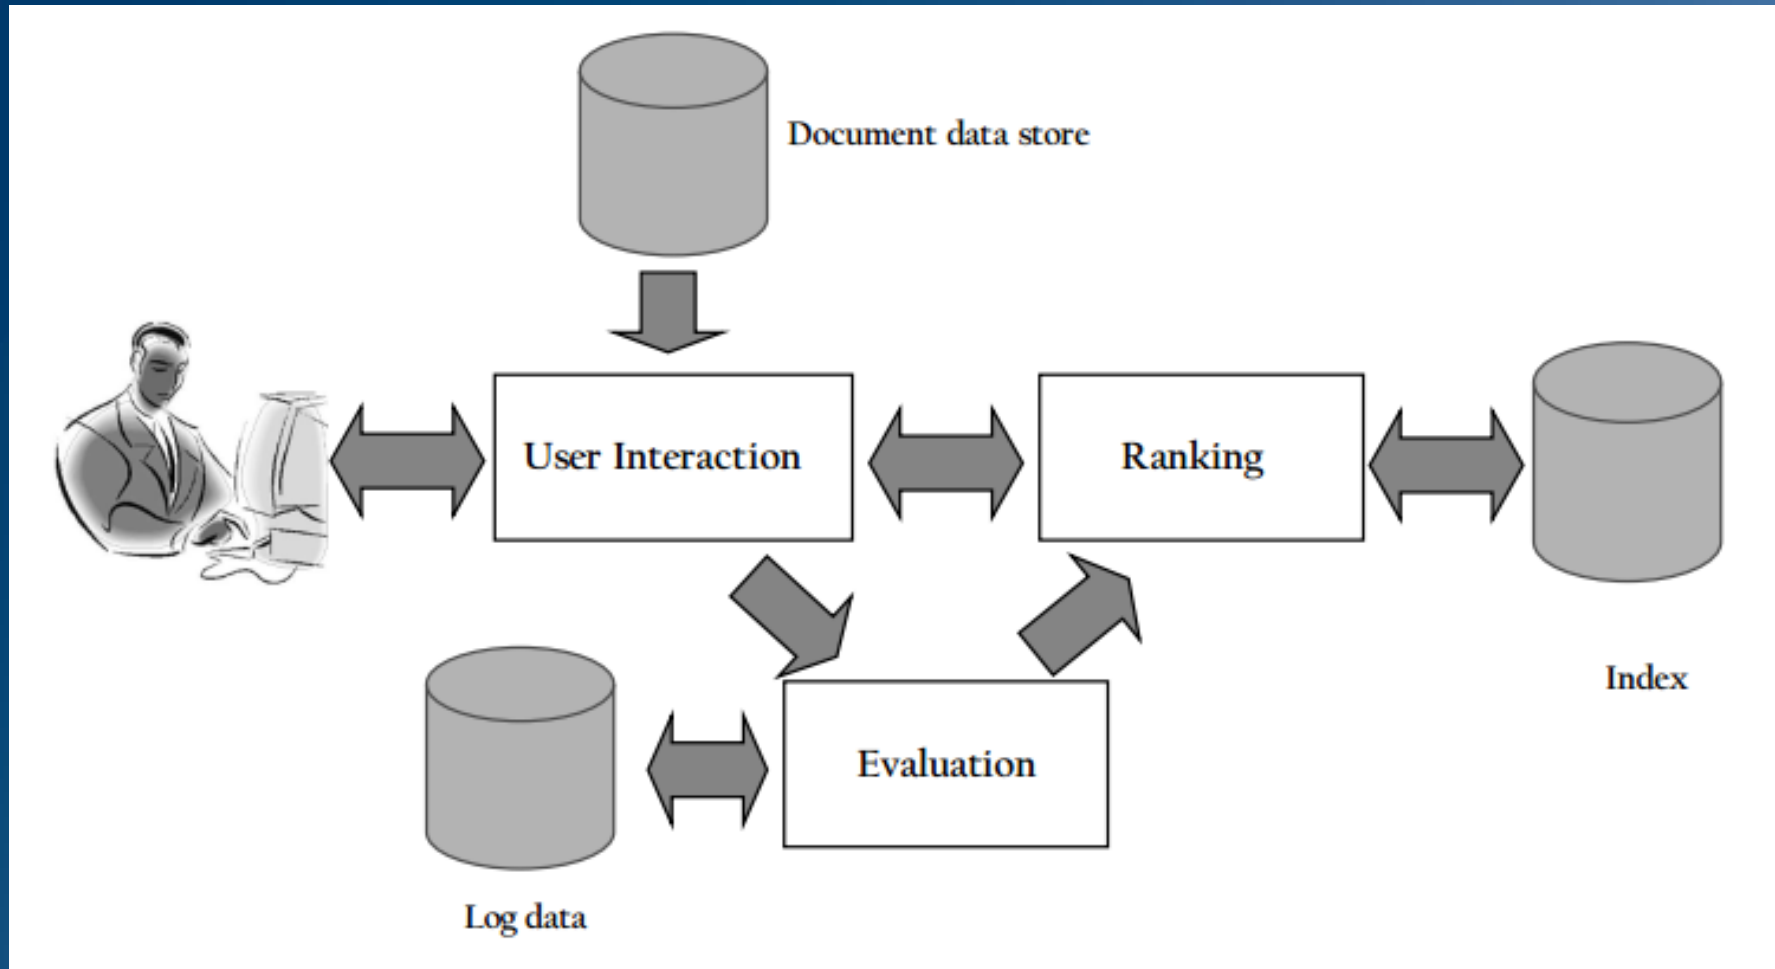 Document data store
User Interaction
Ranking
Index
Evaluation
Log data